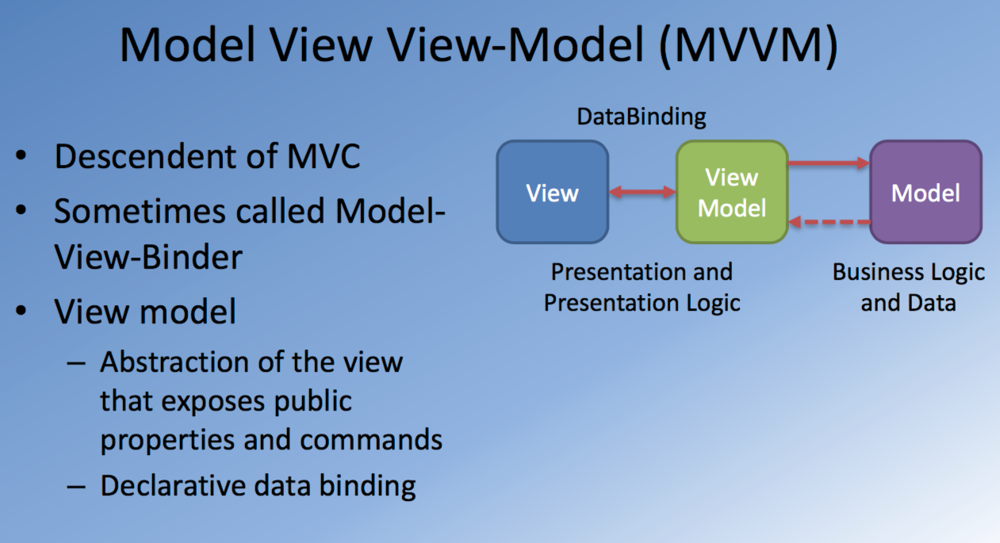 Model View View-Model (MVVM)
• Descendent of MVC
• Sometimes called Model-
View-Binder
• View model
– Abstraction of the view
that exposes public
properties and commands
– Declarative data binding
DataBinding
View
View
Model
Model
Presentation and
Presentation Logic
Business Logic
and Data